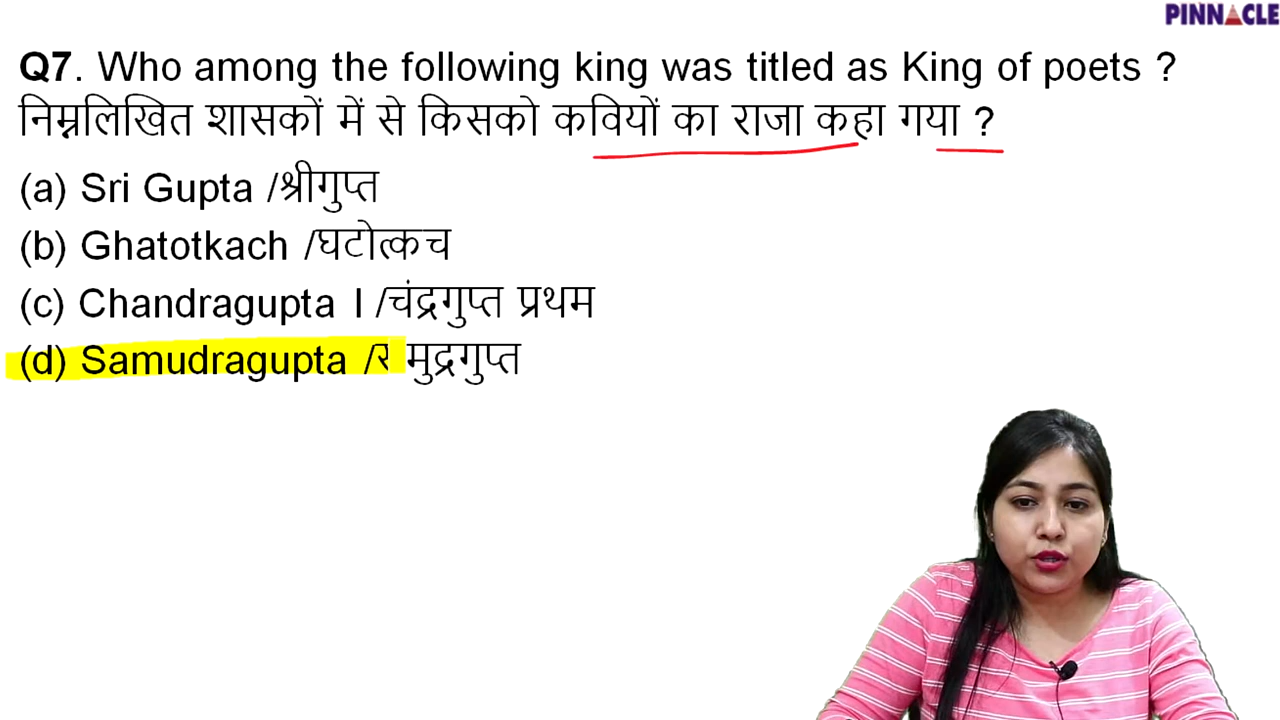 PINNACLE
Q7. Who among the following king was titled as King of poets ?
निम्नलिखित शासकों में से किसको कवियों का राजा कहा गया ?
(a) Sri Gupta /श्रीगुप्त
(b) Ghatotkach /घटोत्कच
(c) Chandragupta I /चंद्रगुप्त प्रथम
(d) Samudragupta /समुद्रगुप्त